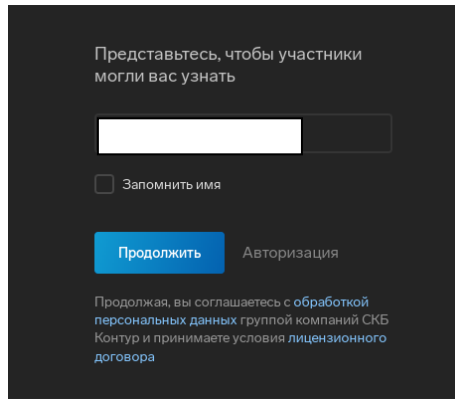 Представьтесь, чтобы участники
могли вас узнать
Запомнить имя
Продолжить Авторизация
Продолжая, вы соглашаетесь с обработкой
персональных данных группой компаний СКБ
Контур и принимаете условия лицензионного
договора